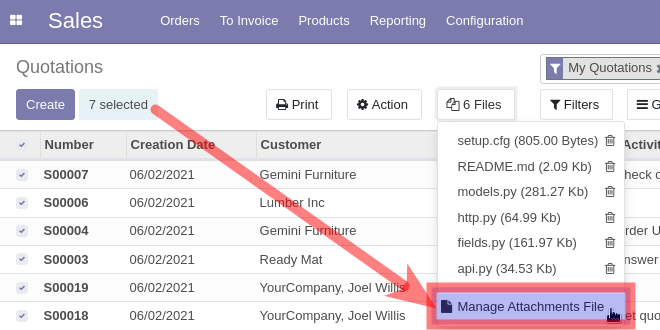 Sales Orders To Invoice Products Reporting Configuration
Quotations My Quotations
Create 7 selected Print Action 6 Files Filters G
Number Creation Date Customer Activi
S00007 06/02/2021 Gemini Furniture heck
S00006 06/02/2021 Lumber Inc
S00004 06/02/2021 Gemini Furniture rder U
S00003 06/02/2021 Ready Mat nswer
S00019 06/02/2021 YourCompany, Joel Willis
S00018 06/02/2021 YourCompany, Joel Willis et quo
setup.cfg (805.00 Bytes)
README.md (2.09 Kb)
models.py (281.27 Kb)
http.py (64.99 Kb)
fields.py (161.97 Kb)
api.py (34.53 Kb)
Manage Attachments File